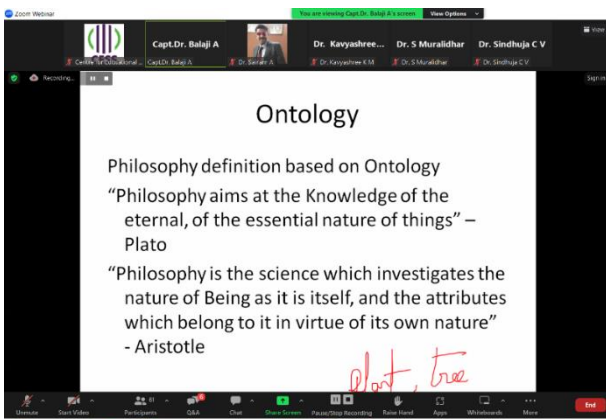 Zoom Webinar
You are viewing Capt.Dr. Balaji A's screen
View Options
View
Capt.Dr. Balaji A
Dr. Kavyashree...
Dr. S Muralidhar
Dr. Sindhuja C V
Capt.Dr. Balaji A
Dr. Sairam A
Dr. Kavyashree K M
Dr. S Muralidhar
Dr. Sindhuja C V
Recording...
Sign in
Ontology
Philosophy definition based on Ontology
“Philosophy aims at the Knowledge of the
eternal, of the essential nature of things” –
Plato
“Philosophy is the science which investigates the
nature of Being as it is itself, and the attributes
which belong to it in virtue of its own nature”
- Aristotle
plant, tree
Unmute
Start Video
Participants
Q&A
Chat
Share Screen
Pause/Stop Recording
Raise Hand
Apps
Whiteboards
More
End